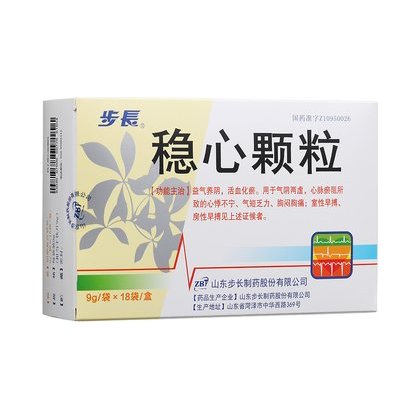 步長
国药准字Z10950026
稳心颗粒
【功能主治】益气养阴，活血化瘀。用于气阴两虚，心脉瘀阻所
致的心悸不宁、气短乏力、胸闷胸痛；室性早搏、
房性早搏见上述证候者。
ZBT
山东步长制药股份有限公司
【药品生产企业】山东步长制药股份有限公司
【生产地址】山东省菏泽市中华西路369号
9g/袋×18袋/盒